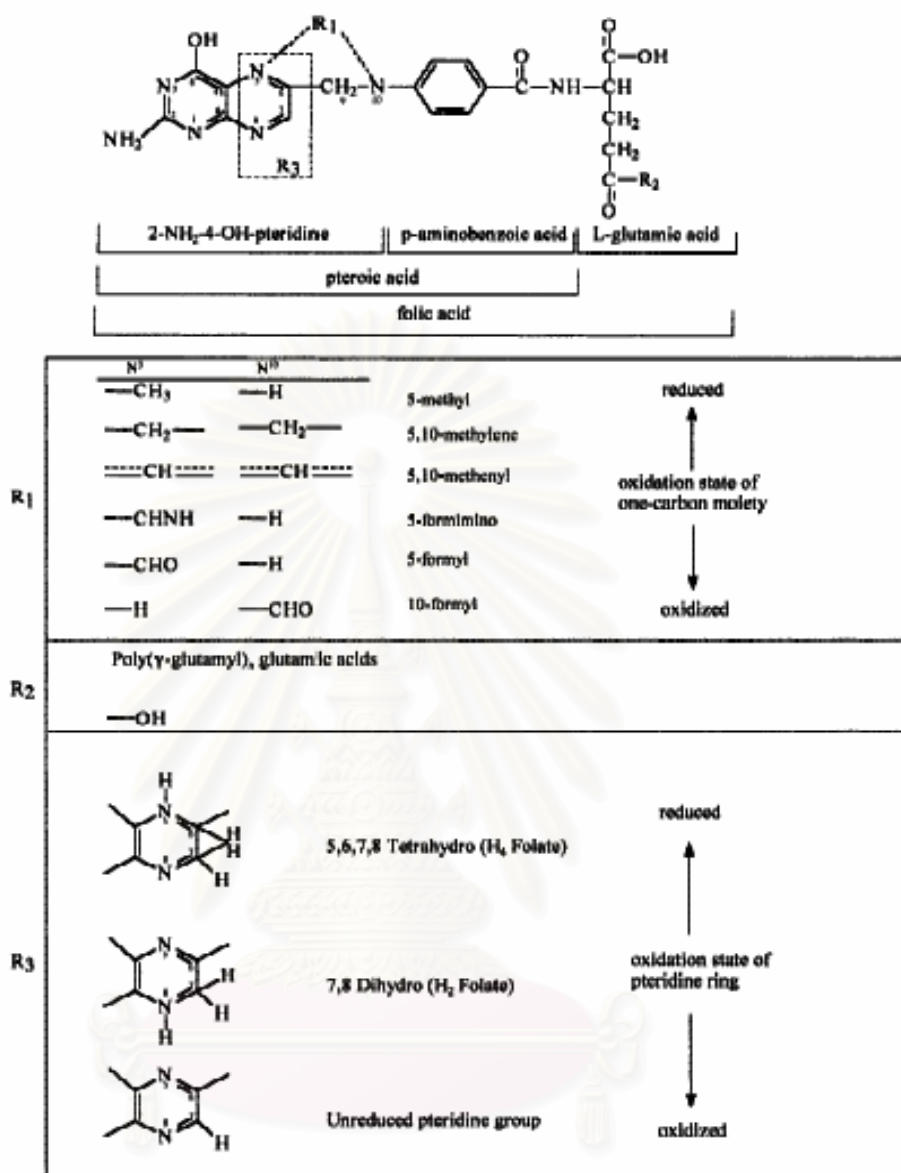 R₁
O
OH
C—OH
N
5
O
N
CH₂—N
9
10
C—NH—CH
CH₂
NH₂
N
N
8
CH₂
R₃
C—R₂
O
2-NH₂-4-OH-pteridine
p-aminobenzoic acid
L-glutamic acid
pteroic acid
folic acid
N⁵ N¹⁰
—CH₃ —H 5-methyl reduced
—CH₂— —CH₂— 5,10-methylene
=CH= =CH= 5,10-methenyl oxidation state of
R₁ one-carbon moiety
—CHNH —H 5-formimino
—CHO —H 5-formyl
—H —CHO 10-formyl oxidized
Poly(γ-glutamyl)ₙ glutamic acids
R₂
—OH
H
N reduced
H
H 5,6,7,8 Tetrahydro (H₄ Folate)
N H
R₃
N oxidation state of
H 7,8 Dihydro (H₂ Folate) pteridine ring
N H
H
N
Unreduced pteridine group oxidized
N H